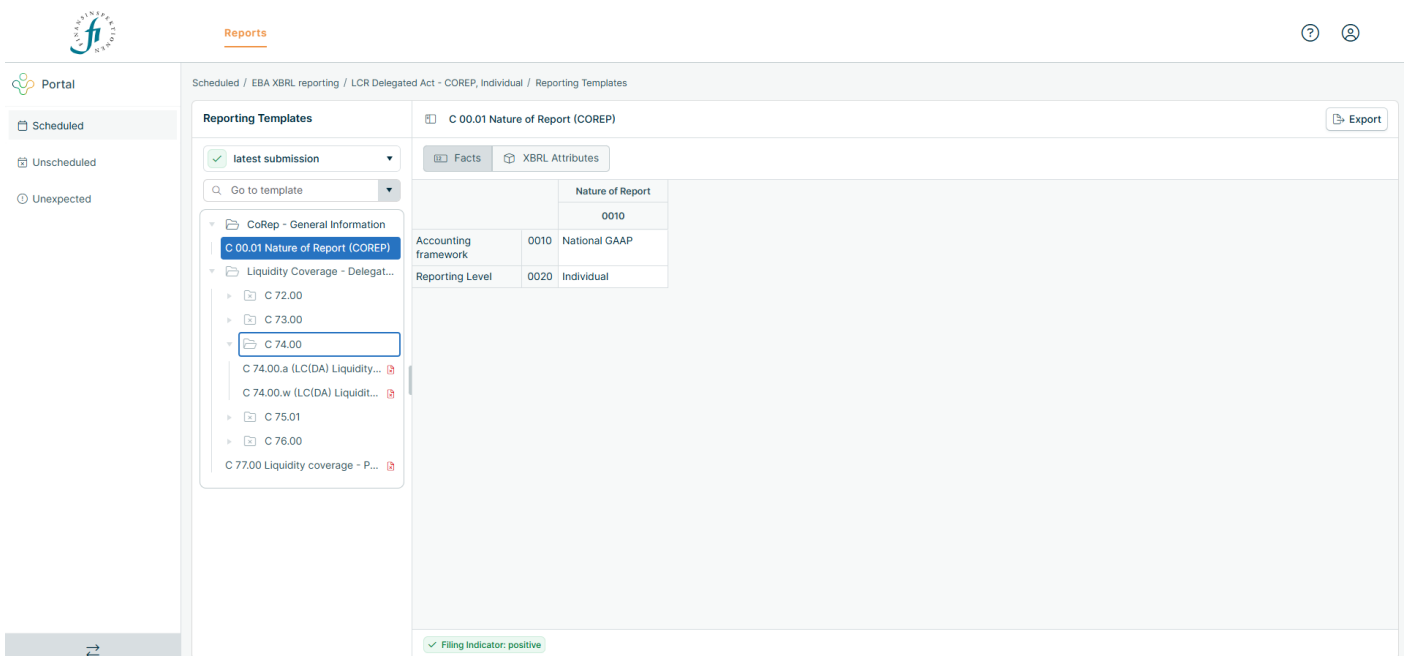 FINANSINSPEKTIONEN
fi
Reports
?
Portal
Scheduled
Unscheduled
Unexpected
Scheduled / EBA XBRL reporting / LCR Delegated Act - COREP, Individual / Reporting Templates
Reporting Templates
latest submission
Go to template
CoRep - General Information
C 00.01 Nature of Report (COREP)
Liquidity Coverage - Delegat...
C 72.00
C 73.00
C 74.00
C 74.00.a (LC(DA) Liquidity...
C 74.00.w (LC(DA) Liquidit...
C 75.01
C 76.00
C 77.00 Liquidity coverage - P...
C 00.01 Nature of Report (COREP)
Export
Facts
XBRL Attributes
Nature of Report
0010
Accounting framework 0010 National GAAP
Reporting Level 0020 Individual
Filing Indicator: positive